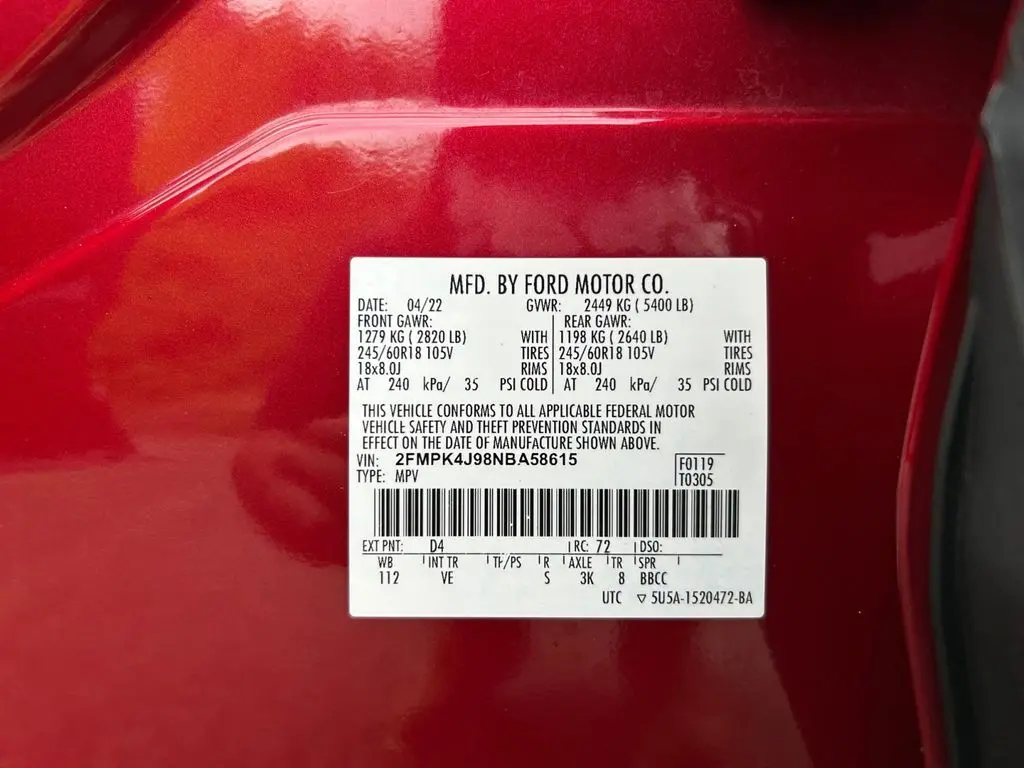 MFD. BY FORD MOTOR CO.
DATE: 04/22 GVWR: 2449 KG ( 5400 LB)
FRONT GAWR: REAR GAWR:
1279 KG ( 2820 LB) WITH 1198 KG ( 2640 LB) WITH
245/60R18 105V TIRES 245/60R18 105V TIRES
18x8.0J RIMS 18x8.0J RIMS
AT 240 kPa/ 35 PSI COLD AT 240 kPa/ 35 PSI COLD
THIS VEHICLE CONFORMS TO ALL APPLICABLE FEDERAL MOTOR
VEHICLE SAFETY AND THEFT PREVENTION STANDARDS IN
EFFECT ON THE DATE OF MANUFACTURE SHOWN ABOVE.
VIN: 2FMPK4J98NBA58615 F0119
TYPE: MPV T0305
EXT PNT: D4 RC: 72 DSO:
WB INT TR TP/PS R AXLE TR SPR
112 VE S 3K 8 BBCC
UTC ▽ 5U5A-1520472-BA